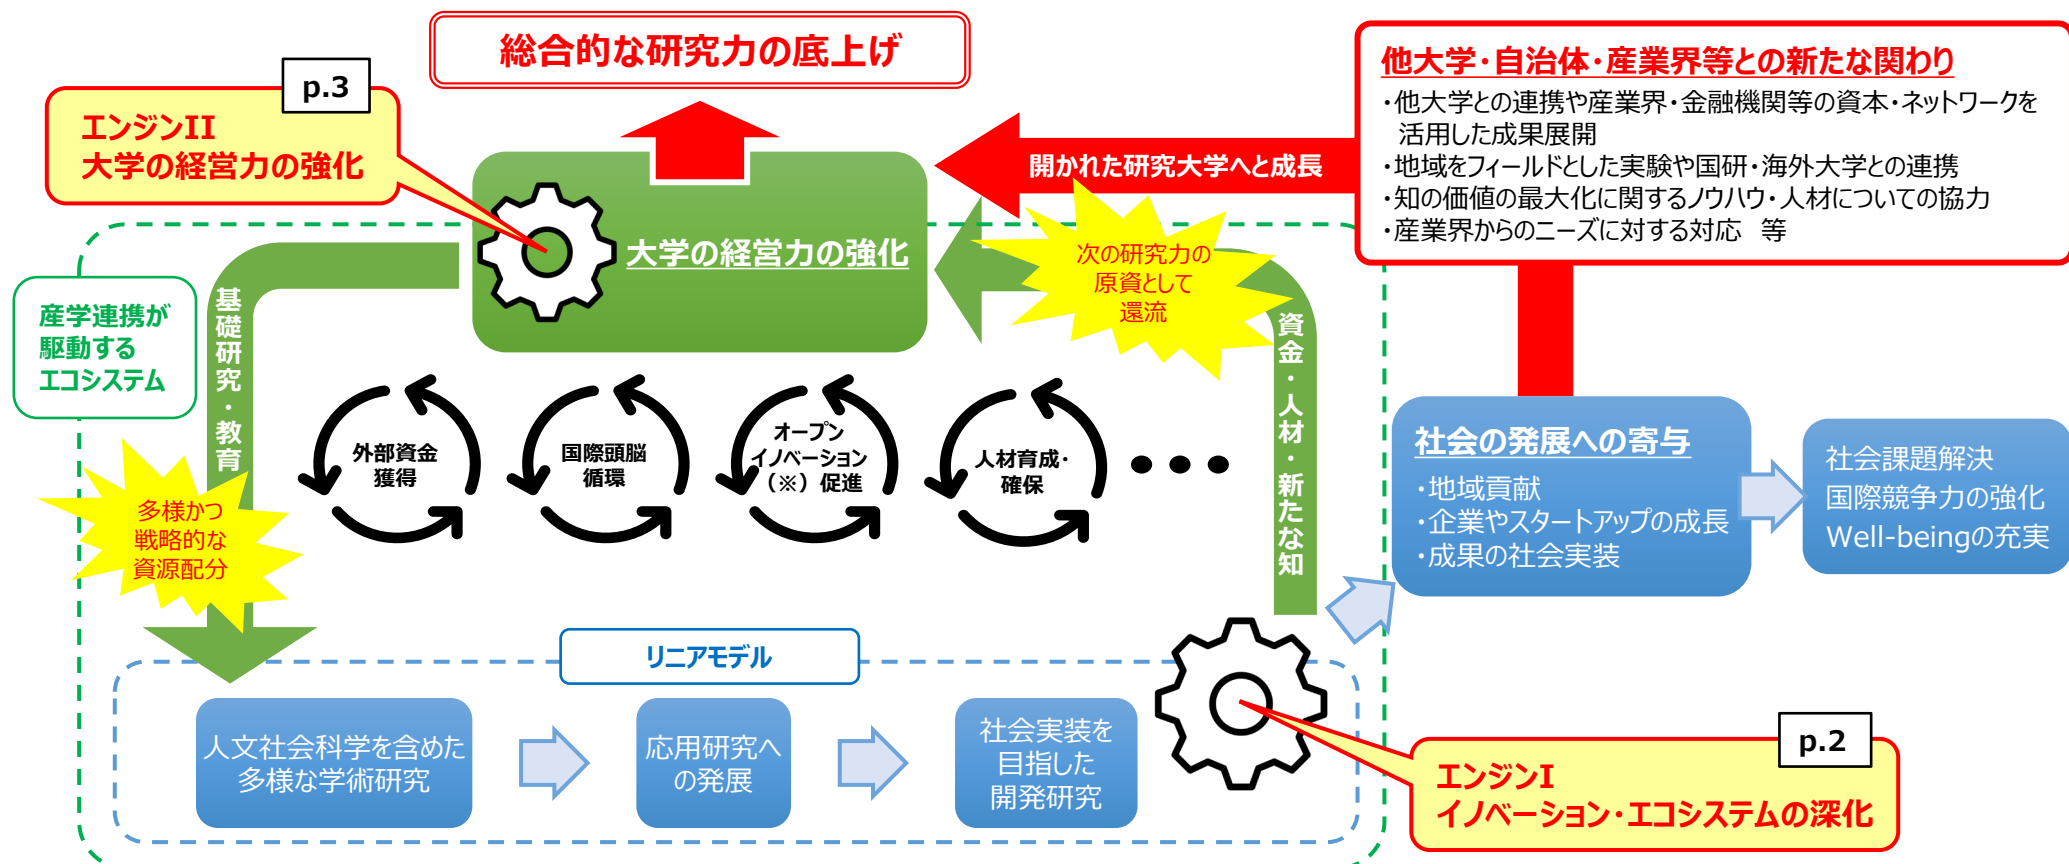 総合的な研究力の底上げ
p.3
エンジンII
大学の経営力の強化
他大学・自治体・産業界等との新たな関わり
・他大学との連携や産業界・金融機関等の資本・ネットワークを
活用した成果展開
・地域をフィールドとした実験や国研・海外大学との連携
・知の価値の最大化に関するノウハウ・人材についての協力
・産業界からのニーズに対する対応　等
開かれた研究大学へと成長
大学の経営力の強化
次の研究力の
原資として
還流
産学連携が
駆動する
エコシステム
基礎研究・教育
資金・人材・新たな知
外部資金
獲得
国際頭脳
循環
オープン
イノベーション
（※）促進
人材育成・
確保
・・・
多様かつ
戦略的な
資源配分
社会の発展への寄与
・地域貢献
・企業やスタートアップの成長
・成果の社会実装
社会課題解決
国際競争力の強化
Well-beingの充実
リニアモデル
人文社会科学を含めた
多様な学術研究
応用研究へ
の発展
社会実装を
目指した
開発研究
p.2
エンジンI
イノベーション・エコシステムの深化